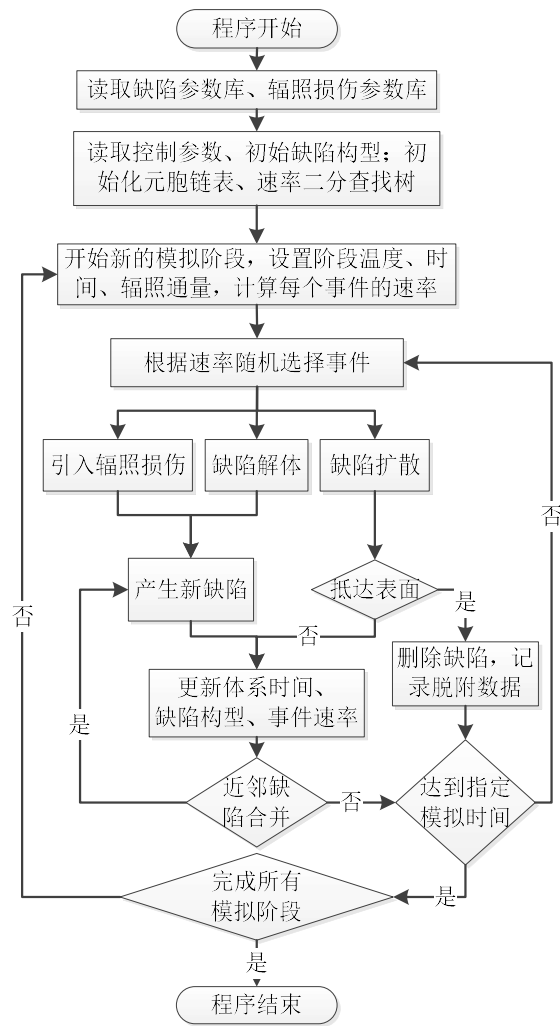 程序开始
读取缺陷参数库、辐照损伤参数库
读取控制参数、初始缺陷构型；初
始化元胞链表、速率二分查找树
开始新的模拟阶段，设置阶段温度、时
间、辐照通量，计算每个事件的速率
根据速率随机选择事件
引入辐照损伤
缺陷解体
缺陷扩散
否
产生新缺陷
抵达表面
是
否
否
删除缺陷，记
录脱附数据
更新体系时间、
缺陷构型、事件速率
是
近邻缺
陷合并
否
达到指定
模拟时间
完成所有
模拟阶段
是
是
程序结束